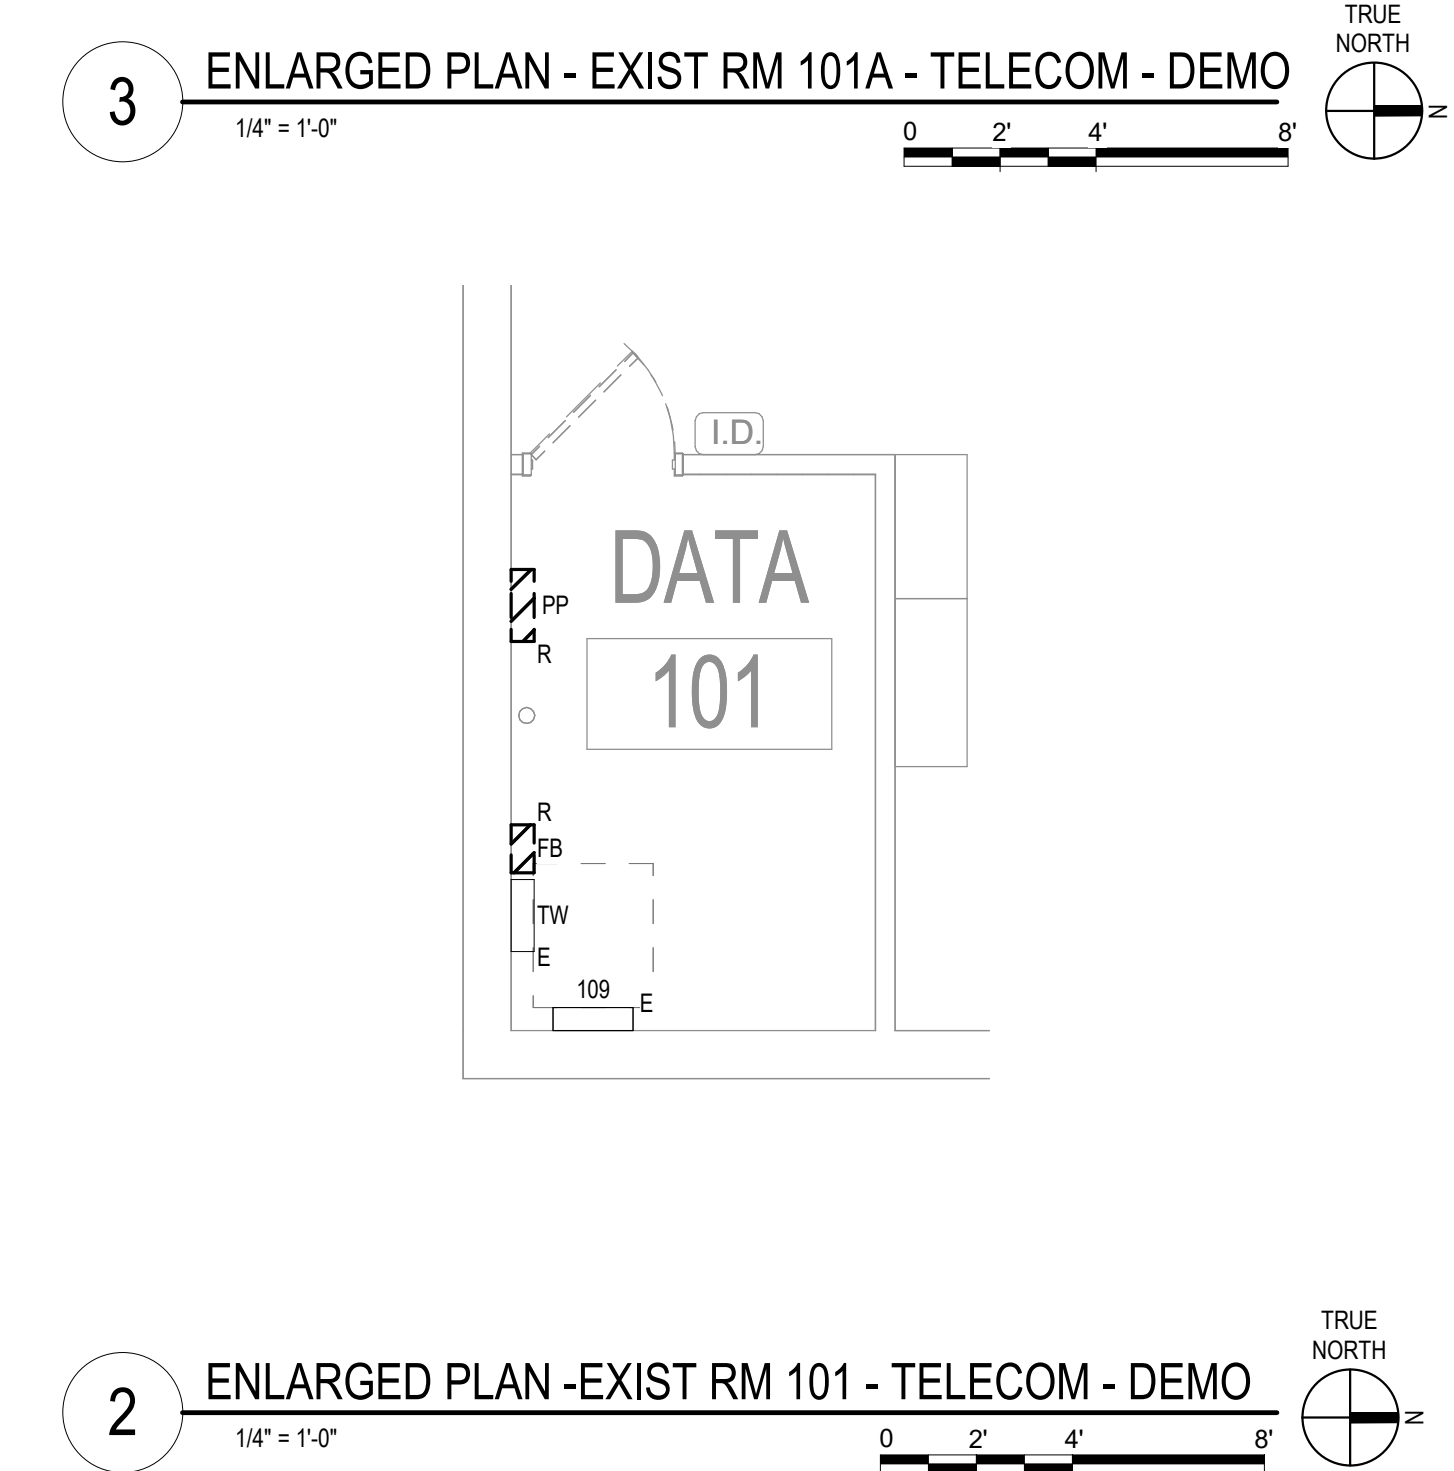 TRUE
NORTH
3
ENLARGED PLAN - EXIST RM 101A - TELECOM - DEMO
N
1/4" = 1'-0"
0 2' 4' 8'
I.D.
DATA
PP
R
101
R
FB
TW
E
109
E
TRUE
NORTH
2
ENLARGED PLAN -EXIST RM 101 - TELECOM - DEMO
N
1/4" = 1'-0"
0 2' 4' 8'